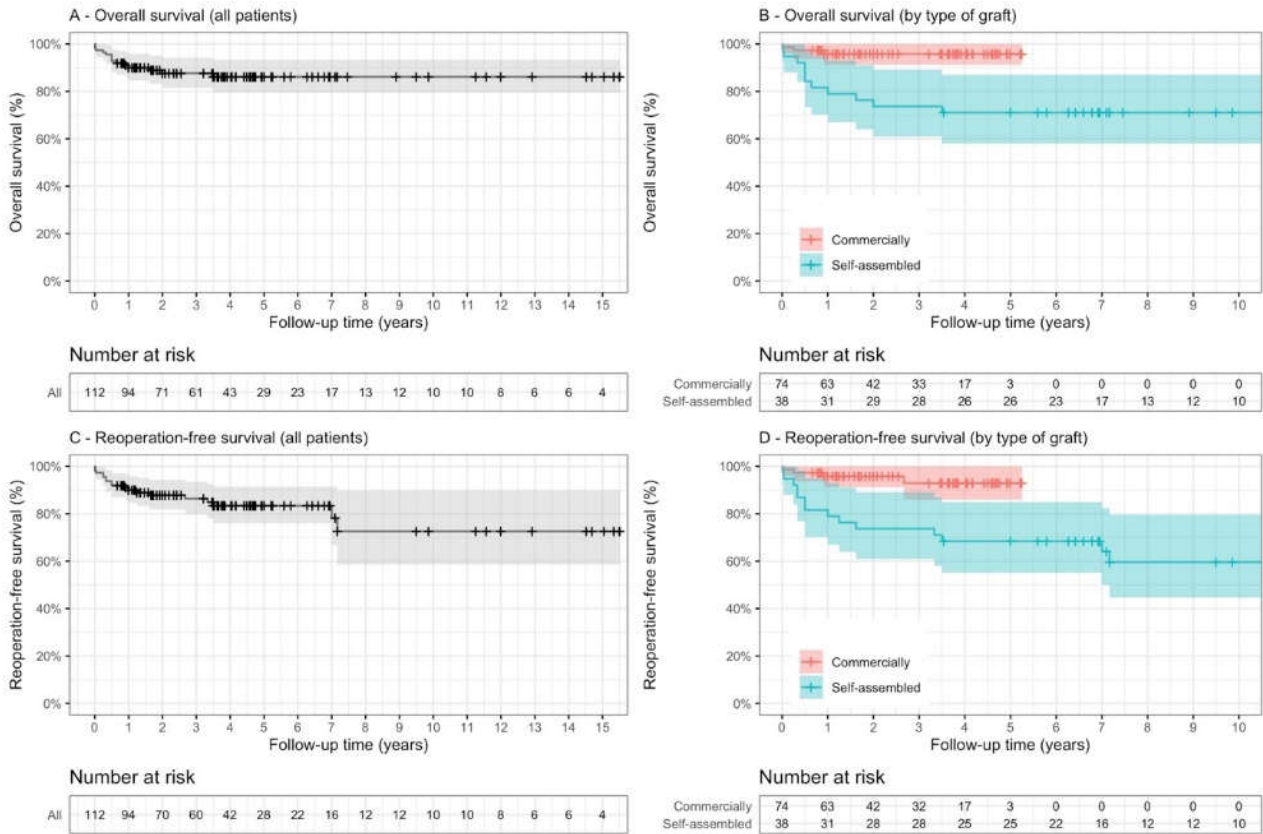 A - Overall survival (all patients)
Overall survival (%)
100%
80%
60%
40%
20%
0%
0 1 2 3 4 5 6 7 8 9 10 11 12 13 14 15
Follow-up time (years)
Number at risk
All 112 94 71 61 43 29 23 17 13 12 10 10 8 6 6 4
B - Overall survival (by type of graft)
Overall survival (%)
100%
80%
60%
40%
20%
0%
Commercially
Self-assembled
0 1 2 3 4 5 6 7 8 9 10
Follow-up time (years)
Number at risk
Commercially 74 63 42 33 17 3 0 0 0 0 0
Self-assembled 38 31 29 28 26 26 23 17 13 12 10
C - Reoperation-free survival (all patients)
Reoperation-free survival (%)
100%
80%
60%
40%
20%
0%
0 1 2 3 4 5 6 7 8 9 10 11 12 13 14 15
Follow-up time (years)
Number at risk
All 112 94 70 60 42 28 22 16 12 12 10 10 8 6 6 4
D - Reoperation-free survival (by type of graft)
Reoperation-free survival (%)
100%
80%
60%
40%
20%
0%
Commercially
Self-assembled
0 1 2 3 4 5 6 7 8 9 10
Follow-up time (years)
Number at risk
Commercially 74 63 42 32 17 3 0 0 0 0 0
Self-assembled 38 31 28 28 25 25 22 16 12 12 10